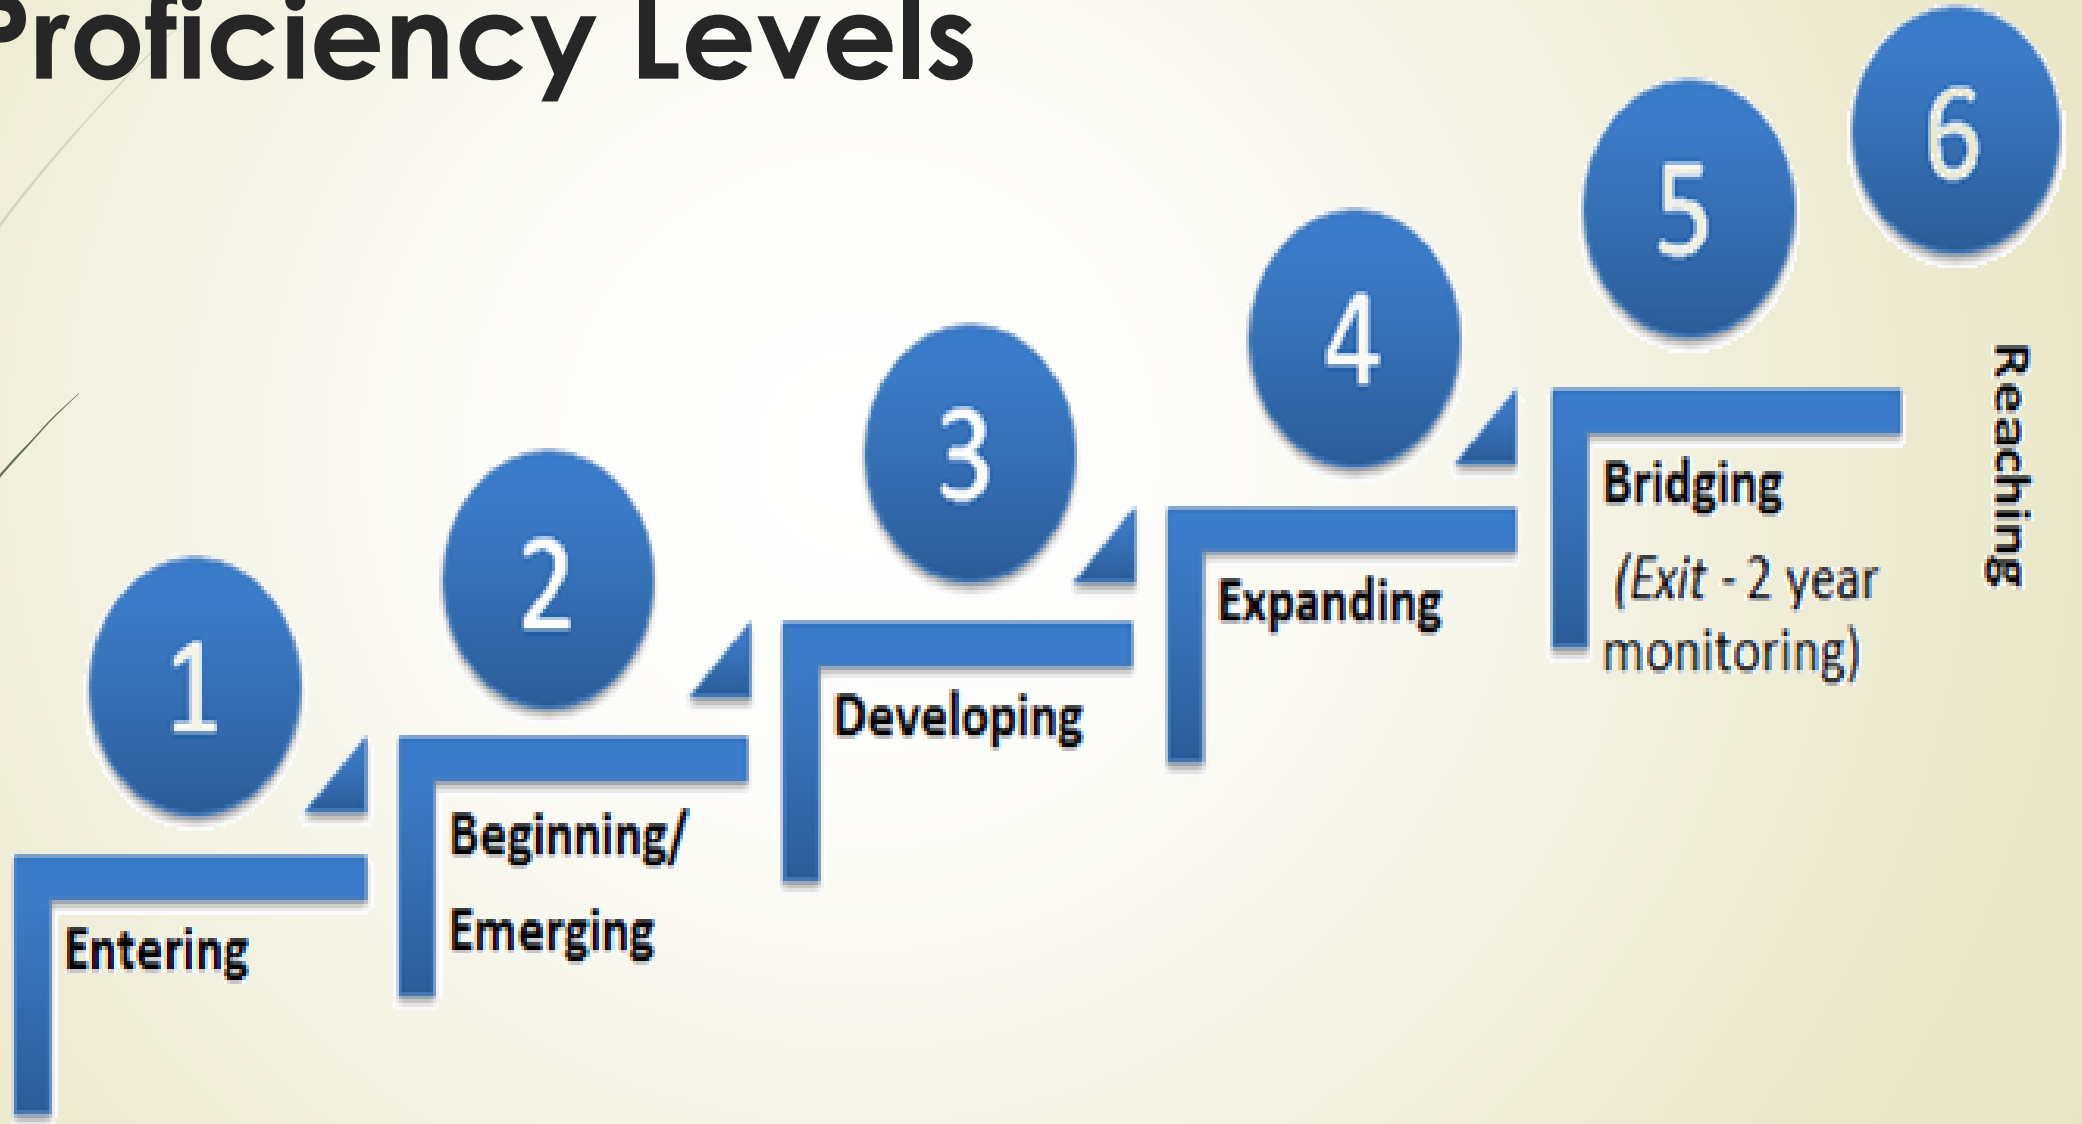 Proficiency Levels
1
Entering
2
Beginning/
Emerging
3
Developing
4
Expanding
5
Bridging
(Exit - 2 year
monitoring)
6
Reaching